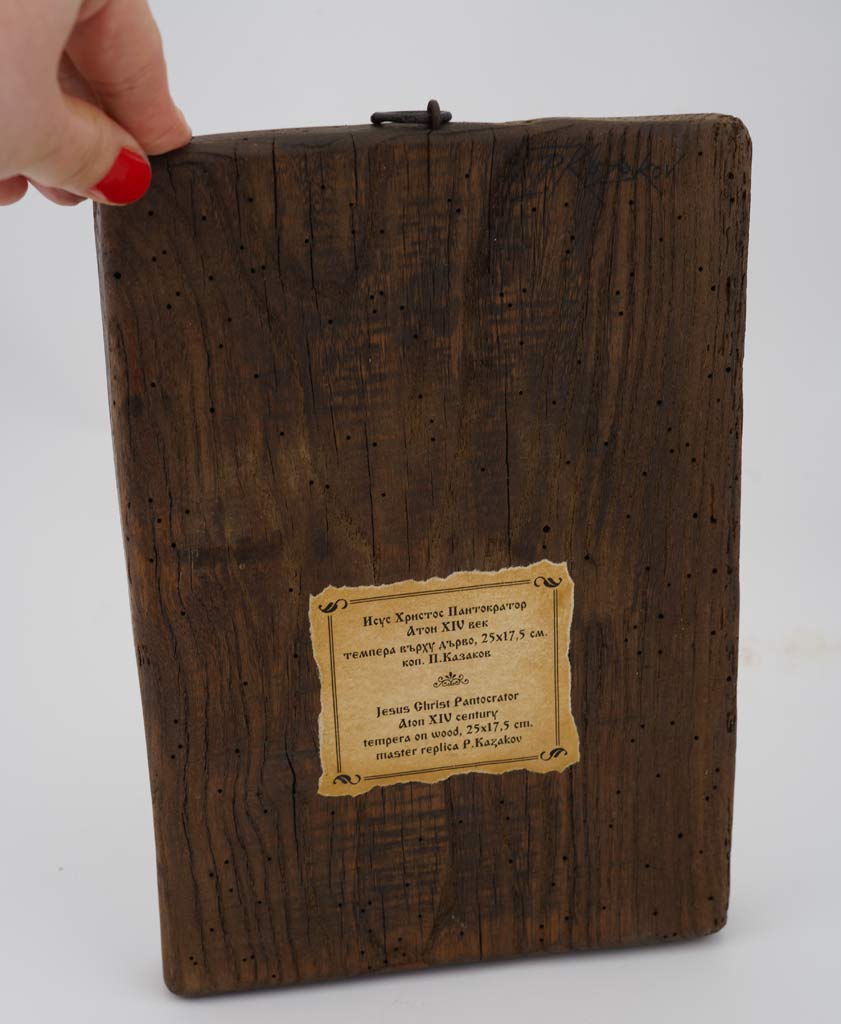 P.Kazakov
Исус Христос Пантократор
Атон XIV век
темпера върху дърво, 25x17,5 см.
коп. П.Казаков
Jesus Christ Pantocrator
Aton XIV century
tempera on wood, 25x17,5 cm.
master replica P.Kazakov